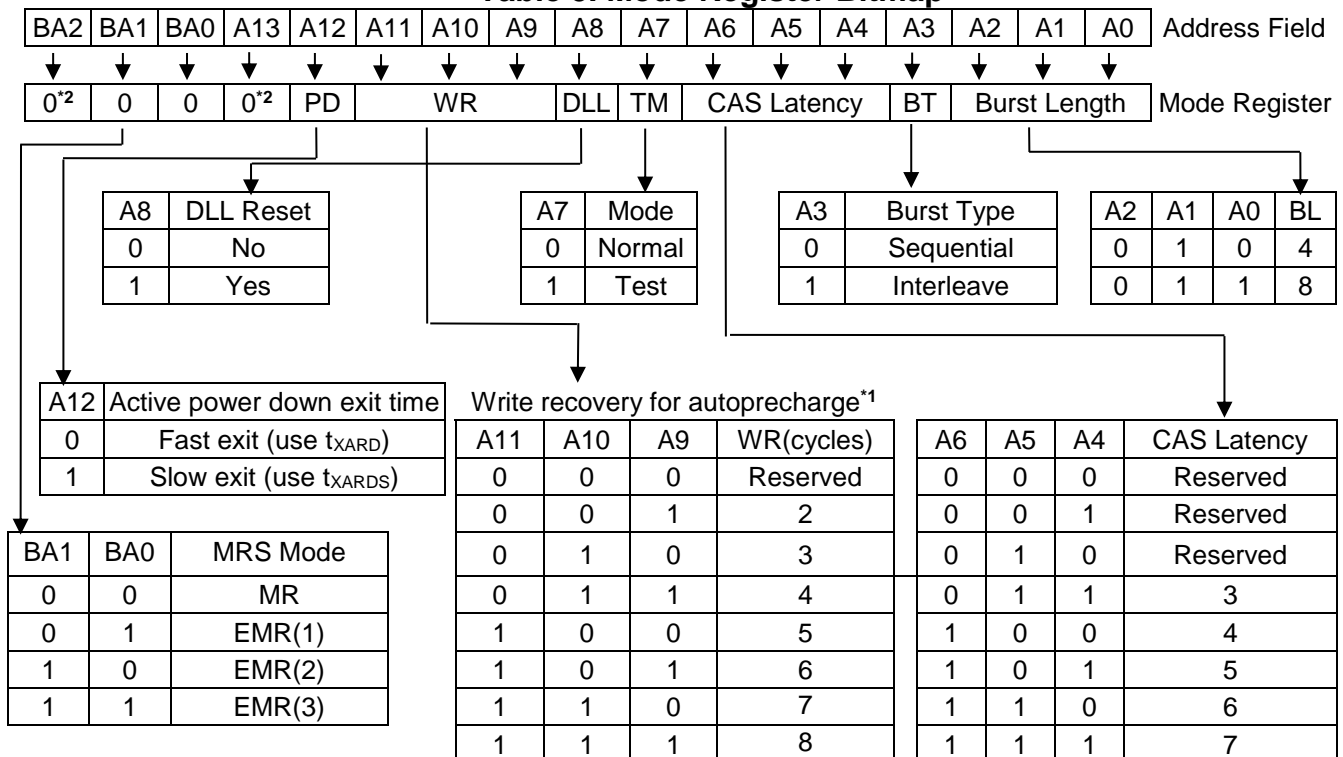 BA2 BA1 BA0 A13 A12 A11 A10 A9 A8 A7 A6 A5 A4 A3 A2 A1 A0 Address Field
0*2 0 0 0*2 PD WR DLL TM CAS Latency BT Burst Length Mode Register
A8 DLL Reset
0 No
1 Yes
A7 Mode
0 Normal
1 Test
A3 Burst Type
0 Sequential
1 Interleave
A2 A1 A0 BL
0 1 0 4
0 1 1 8
A12 Active power down exit time
0 Fast exit (use tXARD)
1 Slow exit (use tXARDS)
Write recovery for autoprecharge*1
A11 A10 A9 WR(cycles)
0 0 0 Reserved
0 0 1 2
0 1 0 3
0 1 1 4
1 0 0 5
1 0 1 6
1 1 0 7
1 1 1 8
A6 A5 A4 CAS Latency
0 0 0 Reserved
0 0 1 Reserved
0 1 0 Reserved
0 1 1 3
1 0 0 4
1 0 1 5
1 1 0 6
1 1 1 7
BA1 BA0 MRS Mode
0 0 MR
0 1 EMR(1)
1 0 EMR(2)
1 1 EMR(3)